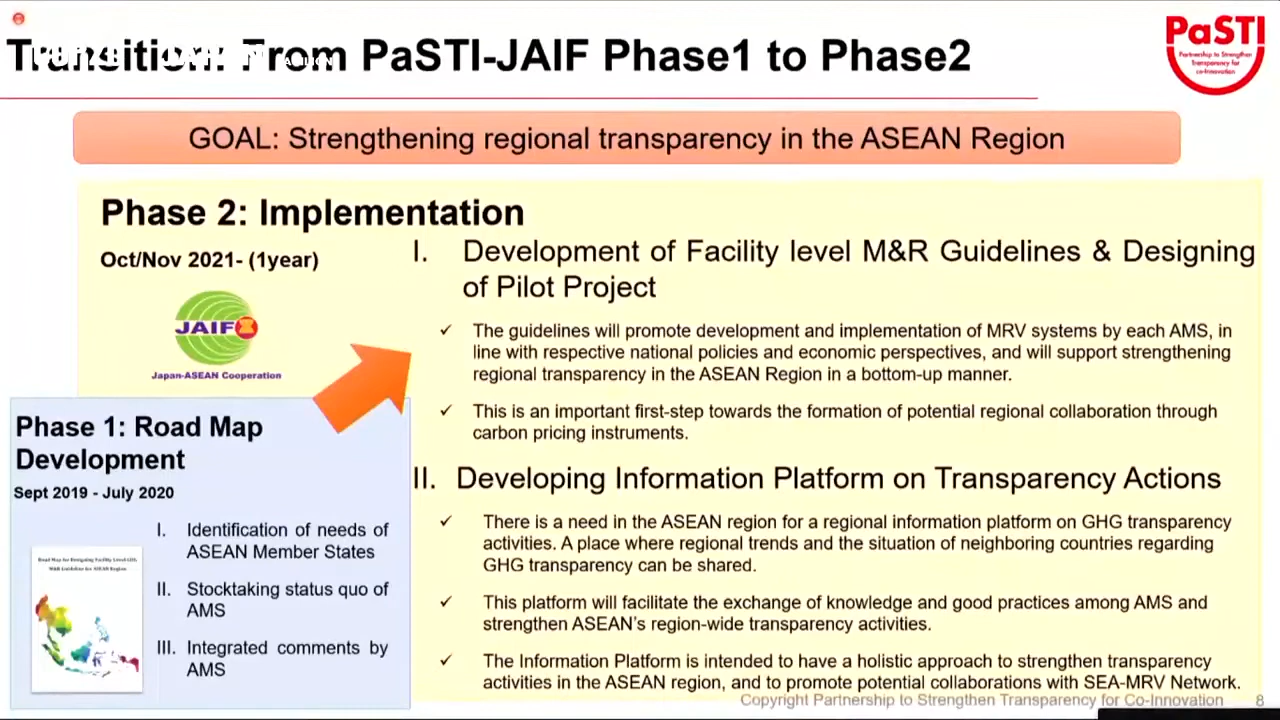 Transition: From PaSTI-JAIF Phase1 to Phase2
PaSTI
Partnership to Strengthen
Transparency for
co-Innovation
GOAL: Strengthening regional transparency in the ASEAN Region
Phase 2: Implementation
Oct/Nov 2021- (1year)
JAIF
Japan-ASEAN Cooperation
I. Development of Facility level M&R Guidelines & Designing
of Pilot Project
✓ The guidelines will promote development and implementation of MRV systems by each AMS, in
line with respective national policies and economic perspectives, and will support strengthening
regional transparency in the ASEAN Region in a bottom-up manner.
✓ This is an important first-step towards the formation of potential regional collaboration through
carbon pricing instruments.
II. Developing Information Platform on Transparency Actions
✓ There is a need in the ASEAN region for a regional information platform on GHG transparency
activities. A place where regional trends and the situation of neighboring countries regarding
GHG transparency can be shared.
✓ This platform will facilitate the exchange of knowledge and good practices among AMS and
strengthen ASEAN's region-wide transparency activities.
✓ The Information Platform is intended to have a holistic approach to strengthen transparency
activities in the ASEAN region, and to promote potential collaborations with SEA-MRV Network.
Phase 1: Road Map
Development
Sept 2019 - July 2020
I. Identification of needs of
ASEAN Member States
II. Stocktaking status quo of
AMS
III. Integrated comments by
AMS
Road Map for Designing Facility Level GHG
M&R Guideline for ASEAN Region
Copyright Partnership to Strengthen Transparency for Co-Innovation
8